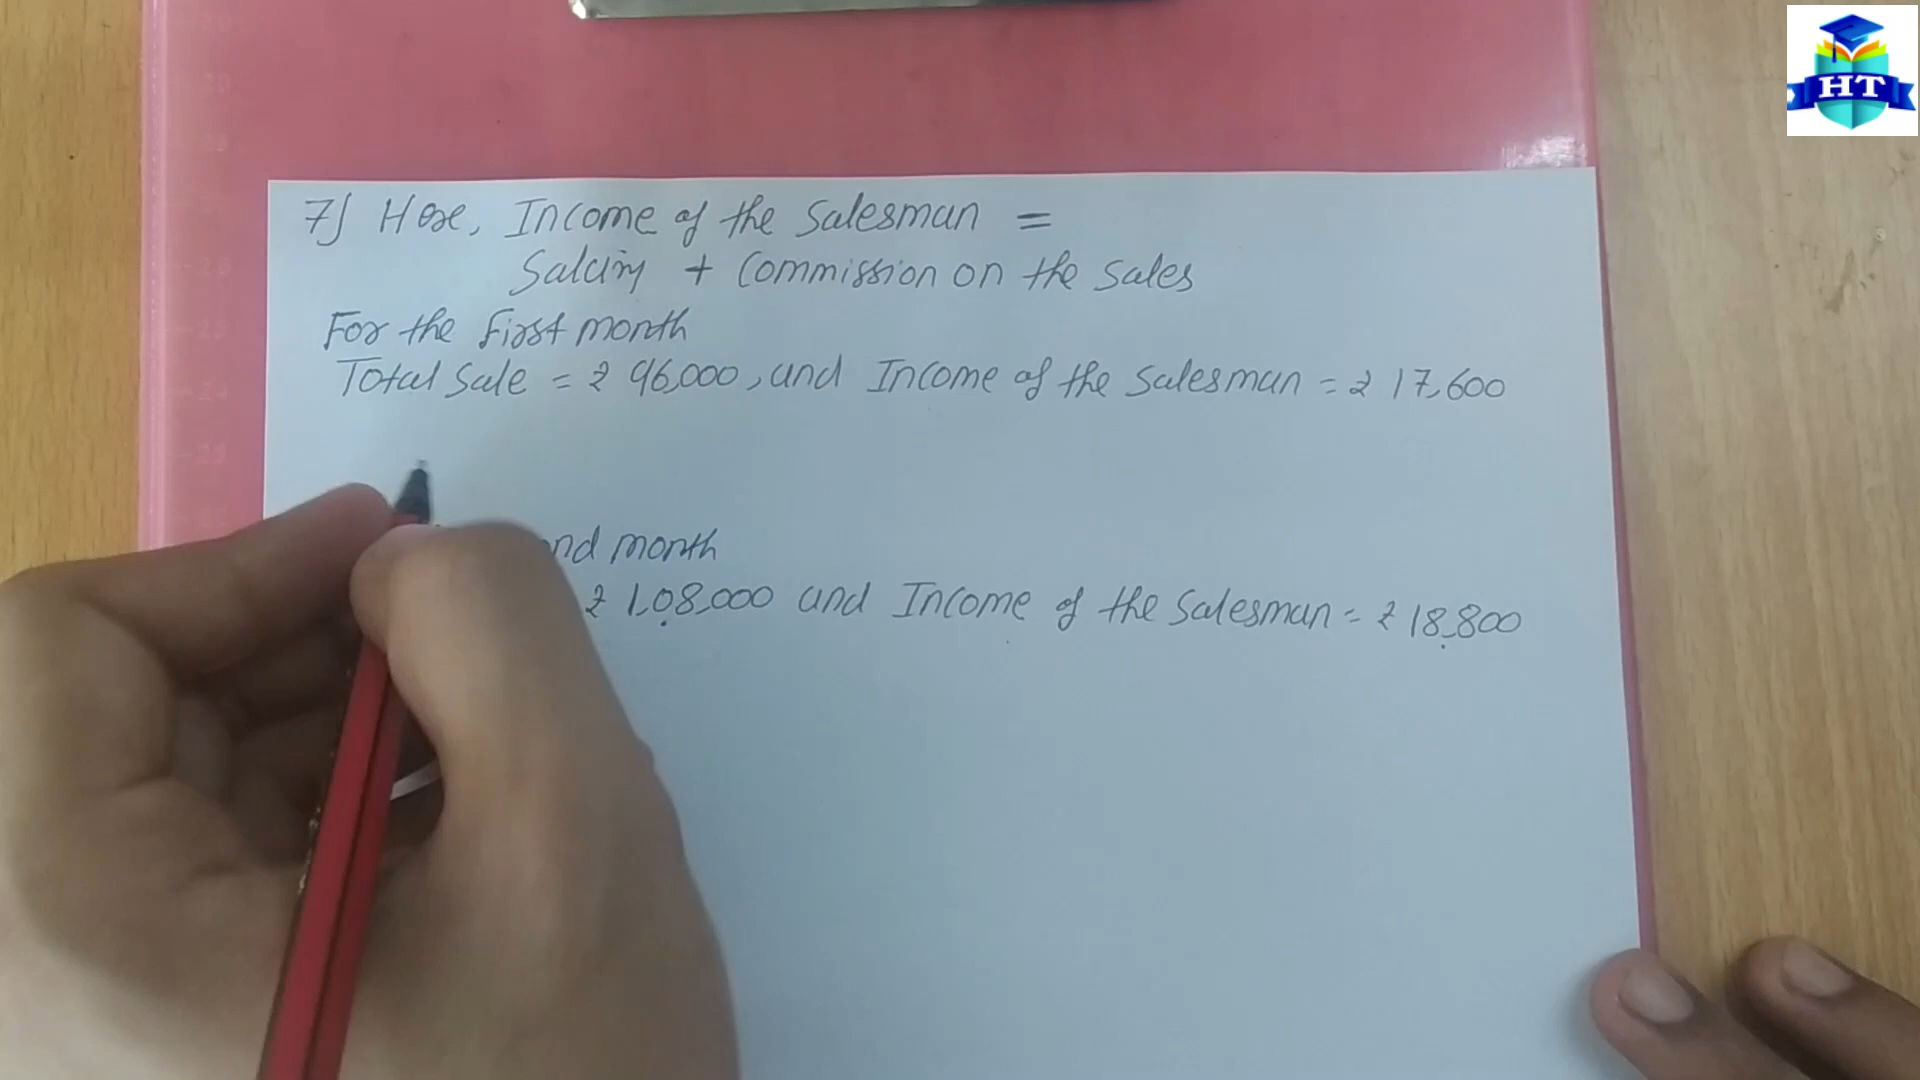 7] Here, Income of the Salesman =
Salary + Commission on the Sales
For the First month
Total Sale = ₹ 96,000, and Income of the Salesman = ₹ 17,600
month
₹ 1,08,000 and Income of the Salesman = ₹ 18,800
HT